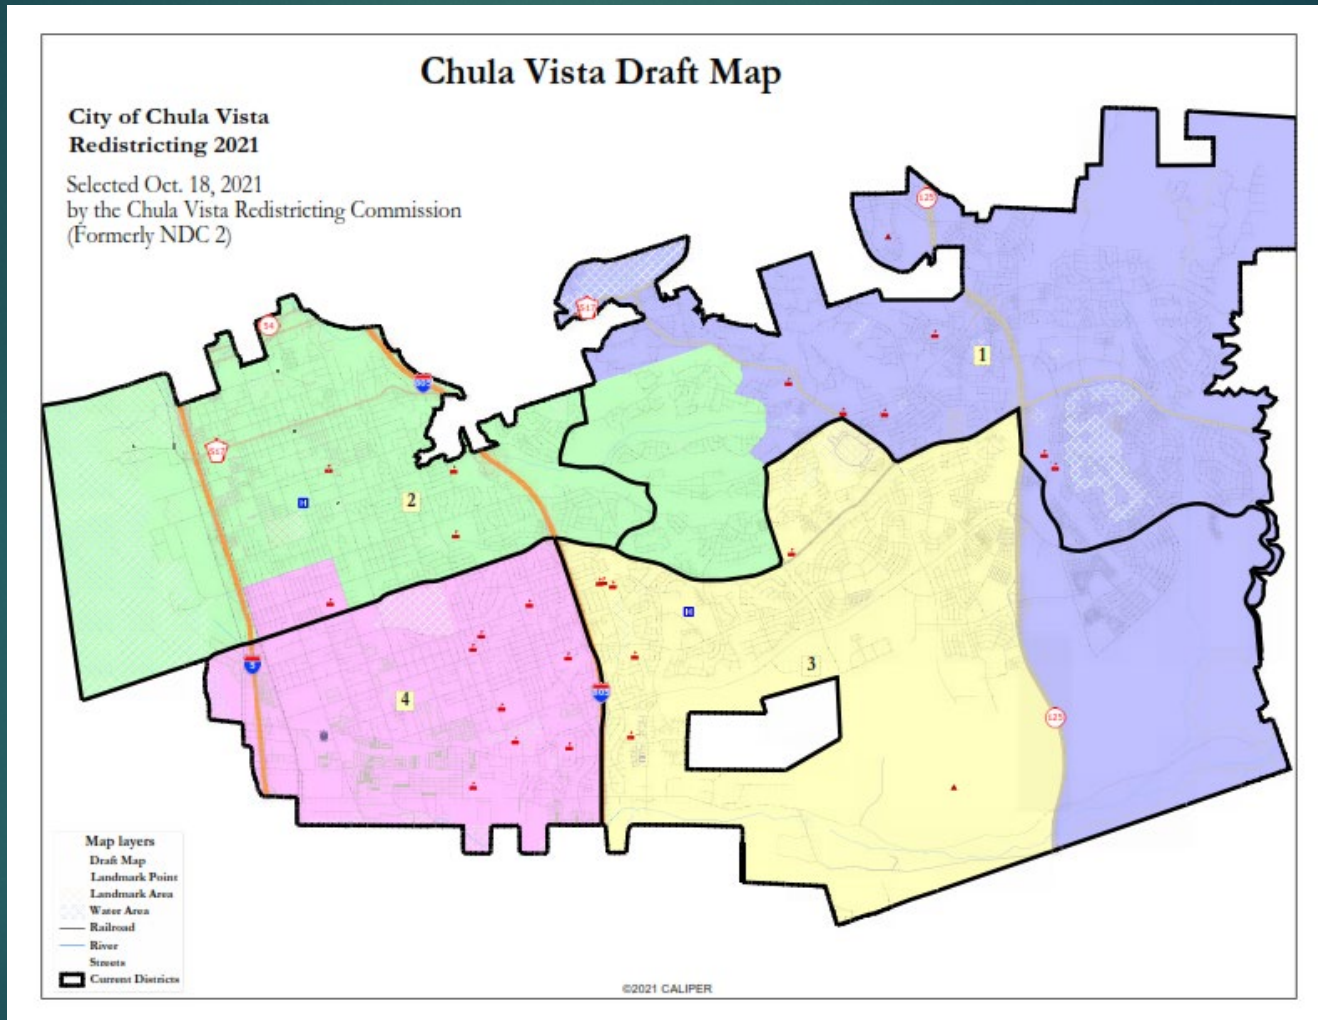 Chula Vista Draft Map
City of Chula Vista
Redistricting 2021
Selected Oct. 18, 2021
by the Chula Vista Redistricting Commission
(Formerly NDC 2)
125
S17
54
805
1
S17
2
H
H
3
5
805
4
125
Map layers
Draft Map
Landmark Point
Landmark Area
Water Area
Railroad
River
Streets
Current Districts
©2021 CALIPER